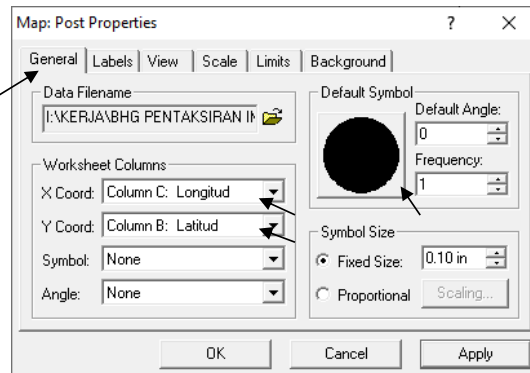 Map: Post Properties ? X
General Labels View Scale Limits Background
Data Filename
I:\KERJA\BHG PENTAKSIRAN IN
Worksheet Columns
X Coord: Column C: Longitud
Y Coord: Column B: Latitud
Symbol: None
Angle: None
Default Symbol
Default Angle:
0
Frequency:
1
Symbol Size
Fixed Size: 0.10 in
Proportional Scaling...
OK Cancel Apply